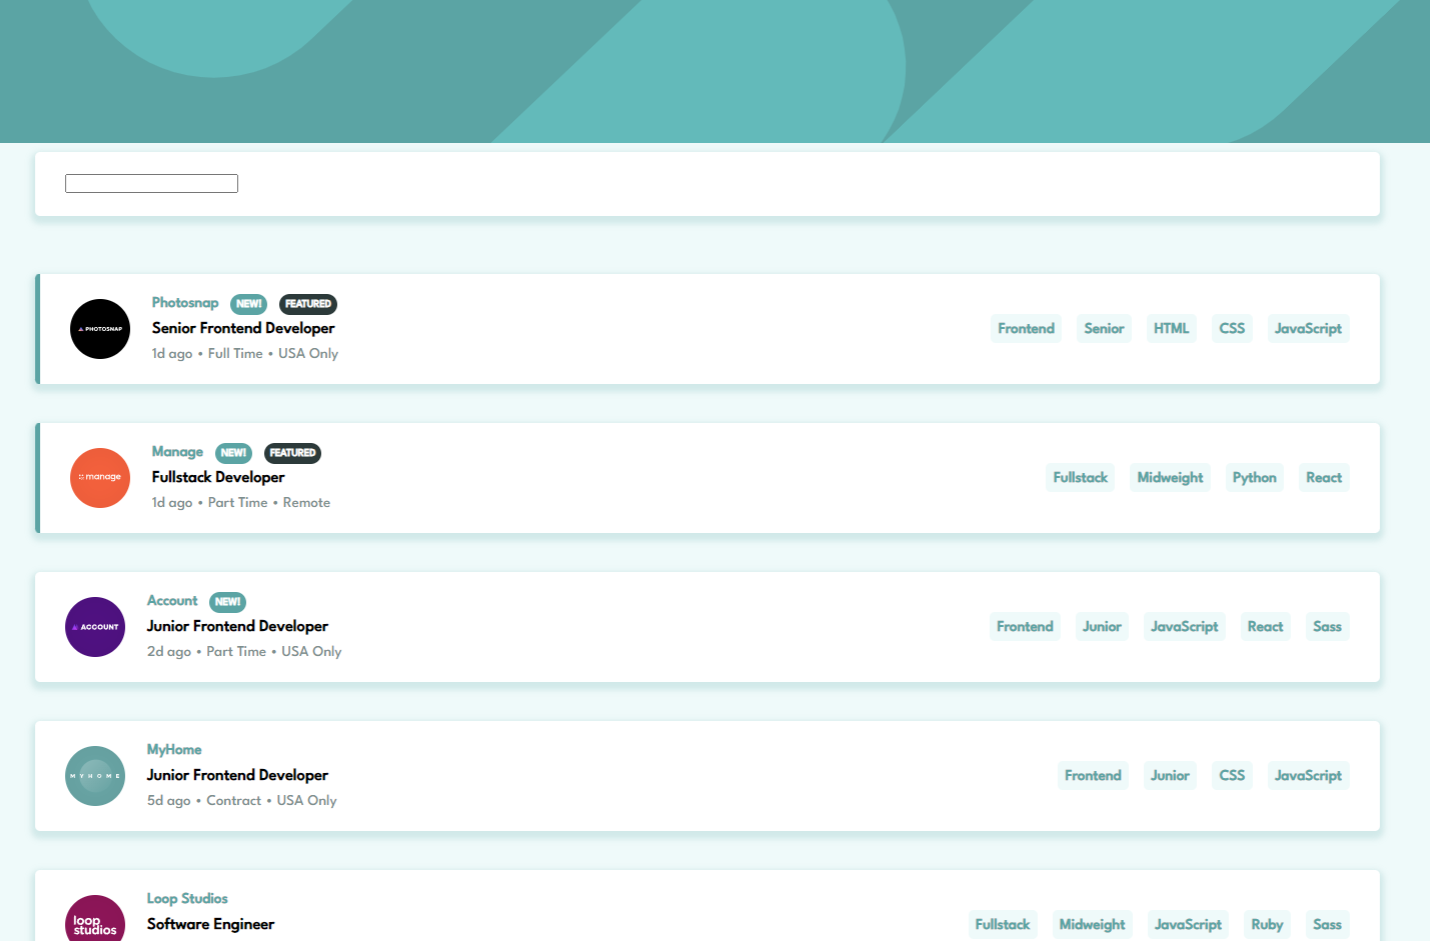 PHOTOSNAP
Photosnap NEW! FEATURED
Senior Frontend Developer
1d ago • Full Time • USA Only
Frontend Senior HTML CSS JavaScript
manage
Manage NEW! FEATURED
Fullstack Developer
1d ago • Part Time • Remote
Fullstack Midweight Python React
ACCOUNT
Account NEW!
Junior Frontend Developer
2d ago • Part Time • USA Only
Frontend Junior JavaScript React Sass
MYHOME
MyHome
Junior Frontend Developer
5d ago • Contract • USA Only
Frontend Junior CSS JavaScript
loop
studios
Loop Studios
Software Engineer
Fullstack Midweight JavaScript Ruby Sass